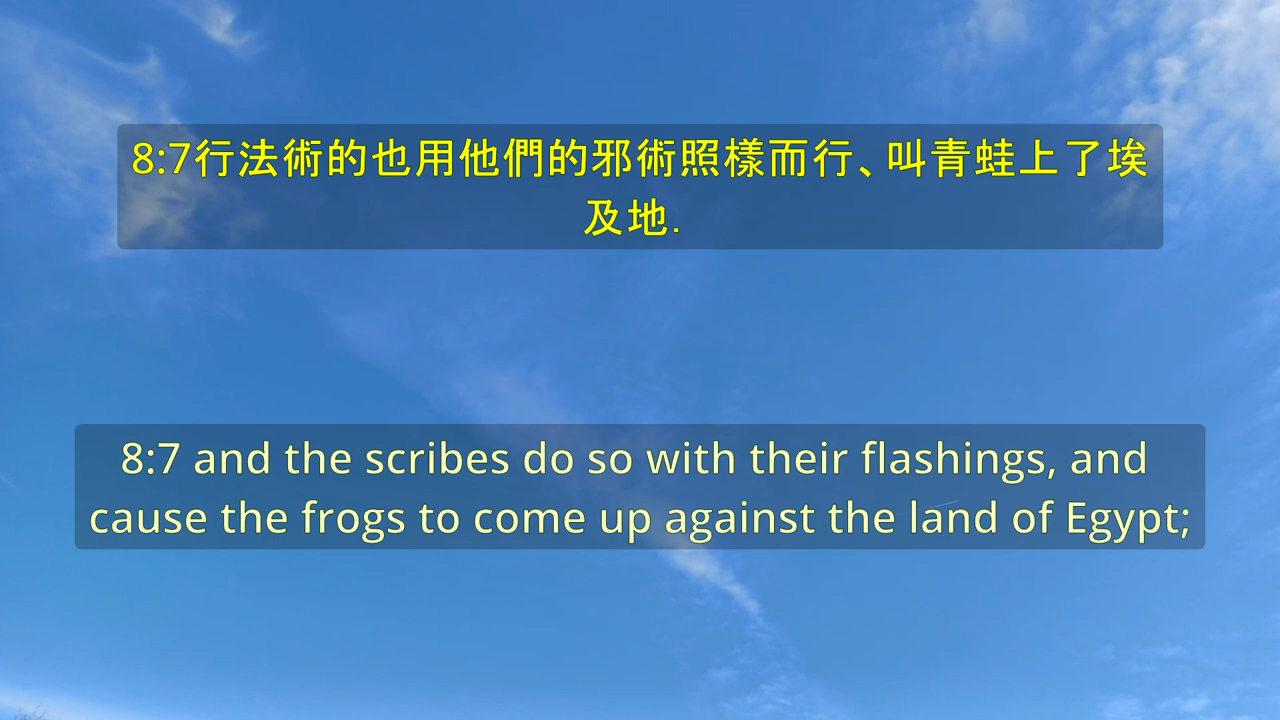 8:7行法術的也用他們的邪術照樣而行、叫青蛙上了埃
及地.
8:7 and the scribes do so with their flashings, and
cause the frogs to come up against the land of Egypt;